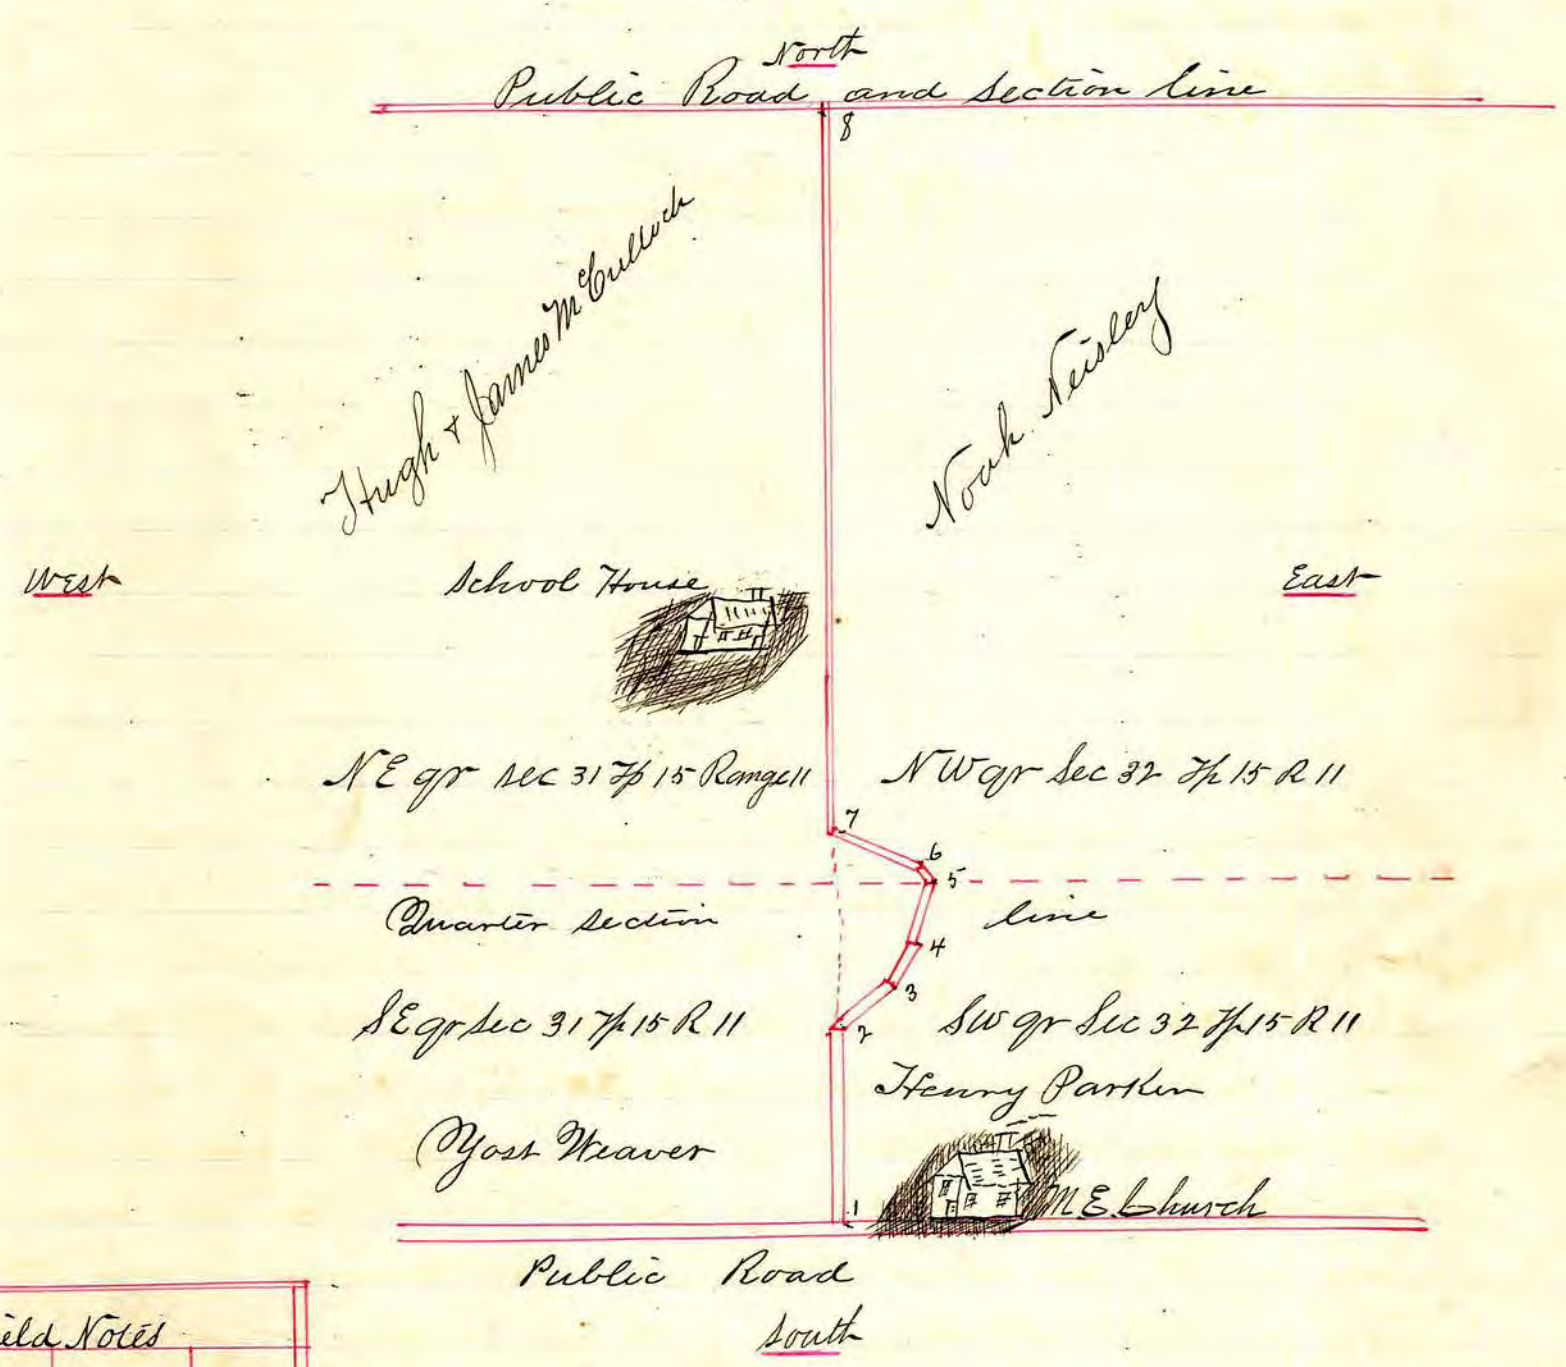 North
Public Road and Section line
8
Hugh & James McCulloch
Noah Neisley
West
School House
East
NE qr sec 31 Tp 15 Range 11
NW qr Sec 32 Tp 15 R 11
7
6
5
Quarter Section line
4
3
SE qr Sec 31 Tp 15 R 11
2
SW qr Sec 32 Tp 15 R 11
Henry Parker
Yost Weaver
1
M E Church
Public Road
eld Notes
South